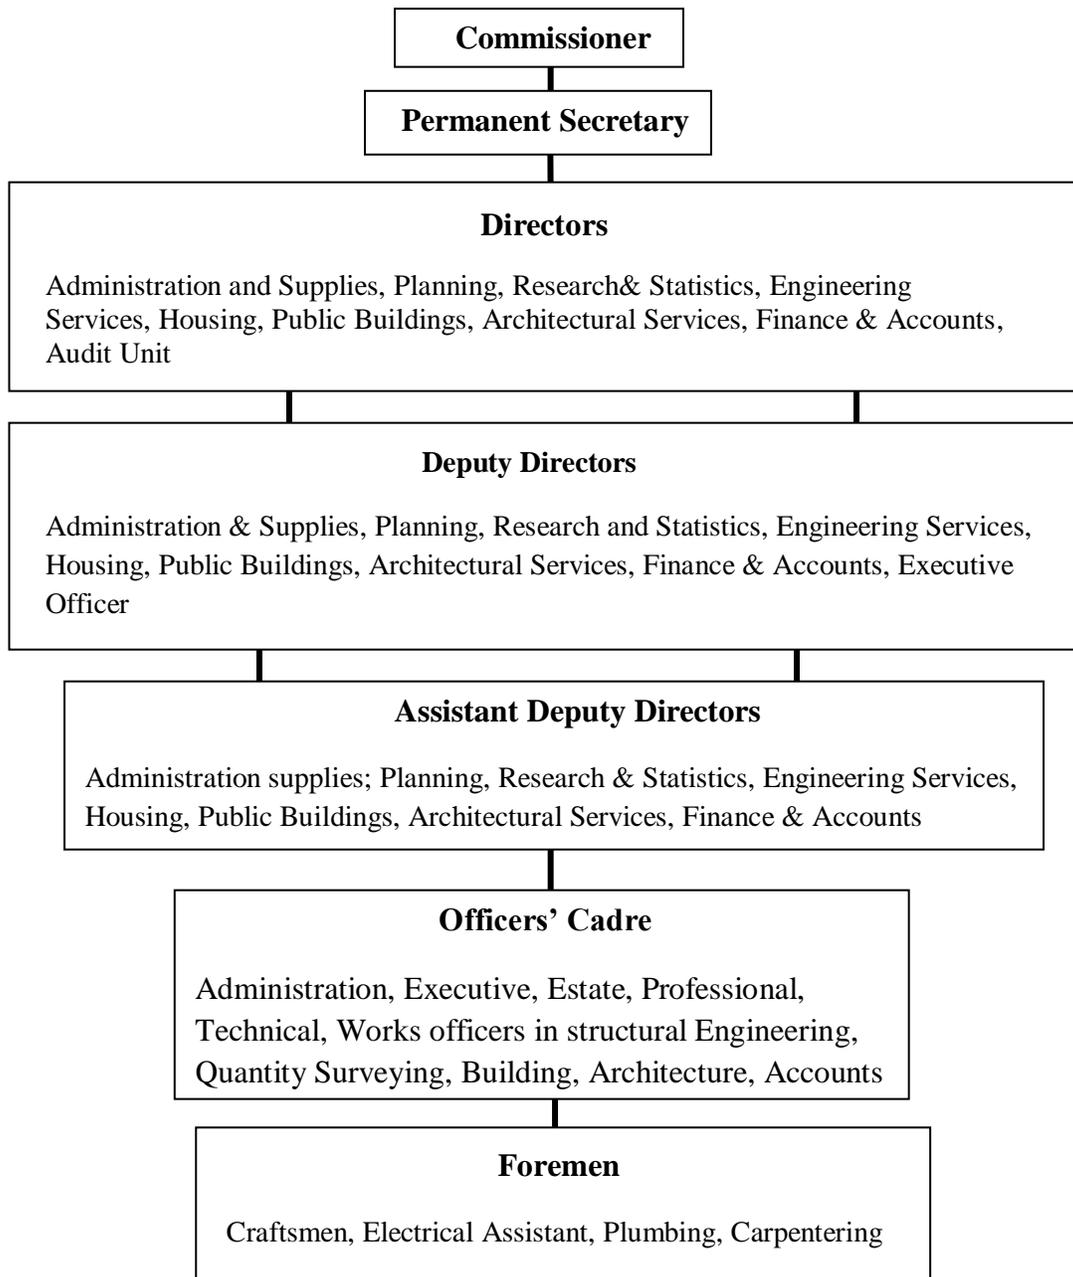 Commissioner
Permanent Secretary
Directors
Administration and Supplies, Planning, Research& Statistics, Engineering
Services, Housing, Public Buildings, Architectural Services, Finance & Accounts,
Audit Unit
Deputy Directors
Administration & Supplies, Planning, Research and Statistics, Engineering Services,
Housing, Public Buildings, Architectural Services, Finance & Accounts, Executive
Officer
Assistant Deputy Directors
Administration supplies; Planning, Research & Statistics, Engineering Services,
Housing, Public Buildings, Architectural Services, Finance & Accounts
Officers’ Cadre
Administration, Executive, Estate, Professional,
Technical, Works officers in structural Engineering,
Quantity Surveying, Building, Architecture, Accounts
Foremen
Craftsmen, Electrical Assistant, Plumbing, Carpentering